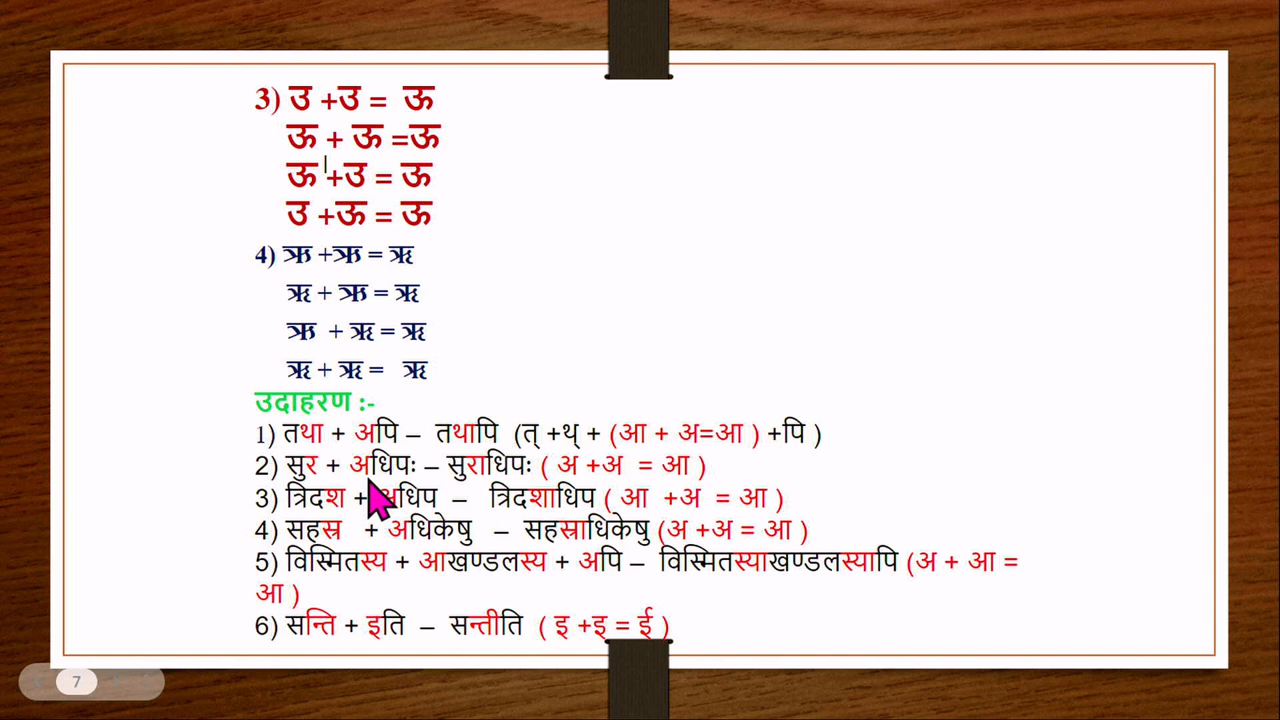 3) उ +उ = ऊ
ऊ + ऊ =ऊ
ऊ +उ = ऊ
उ +ऊ = ऊ
4) ऋ +ऋ = ॠ
ॠ + ऋ = ॠ
ऋ + ॠ = ॠ
ॠ + ॠ = ॠ
उदाहरण :-
1) तथा + अपि – तथापि (त् +थ् + (आ + अ=आ ) +पि )
2) सुर + अधिपः – सुराधिपः ( अ +अ = आ )
3) त्रिदश + अधिप – त्रिदशाधिप ( आ +अ = आ )
4) सहस्र + अधिकेषु – सहस्राधिकेषु (अ +अ = आ )
5) विस्मितस्य + आखण्डलस्य + अपि – विस्मितस्याखण्डलस्यापि (अ + आ =
आ )
6) सन्ति + इति – सन्तीति ( इ +इ = ई )
7